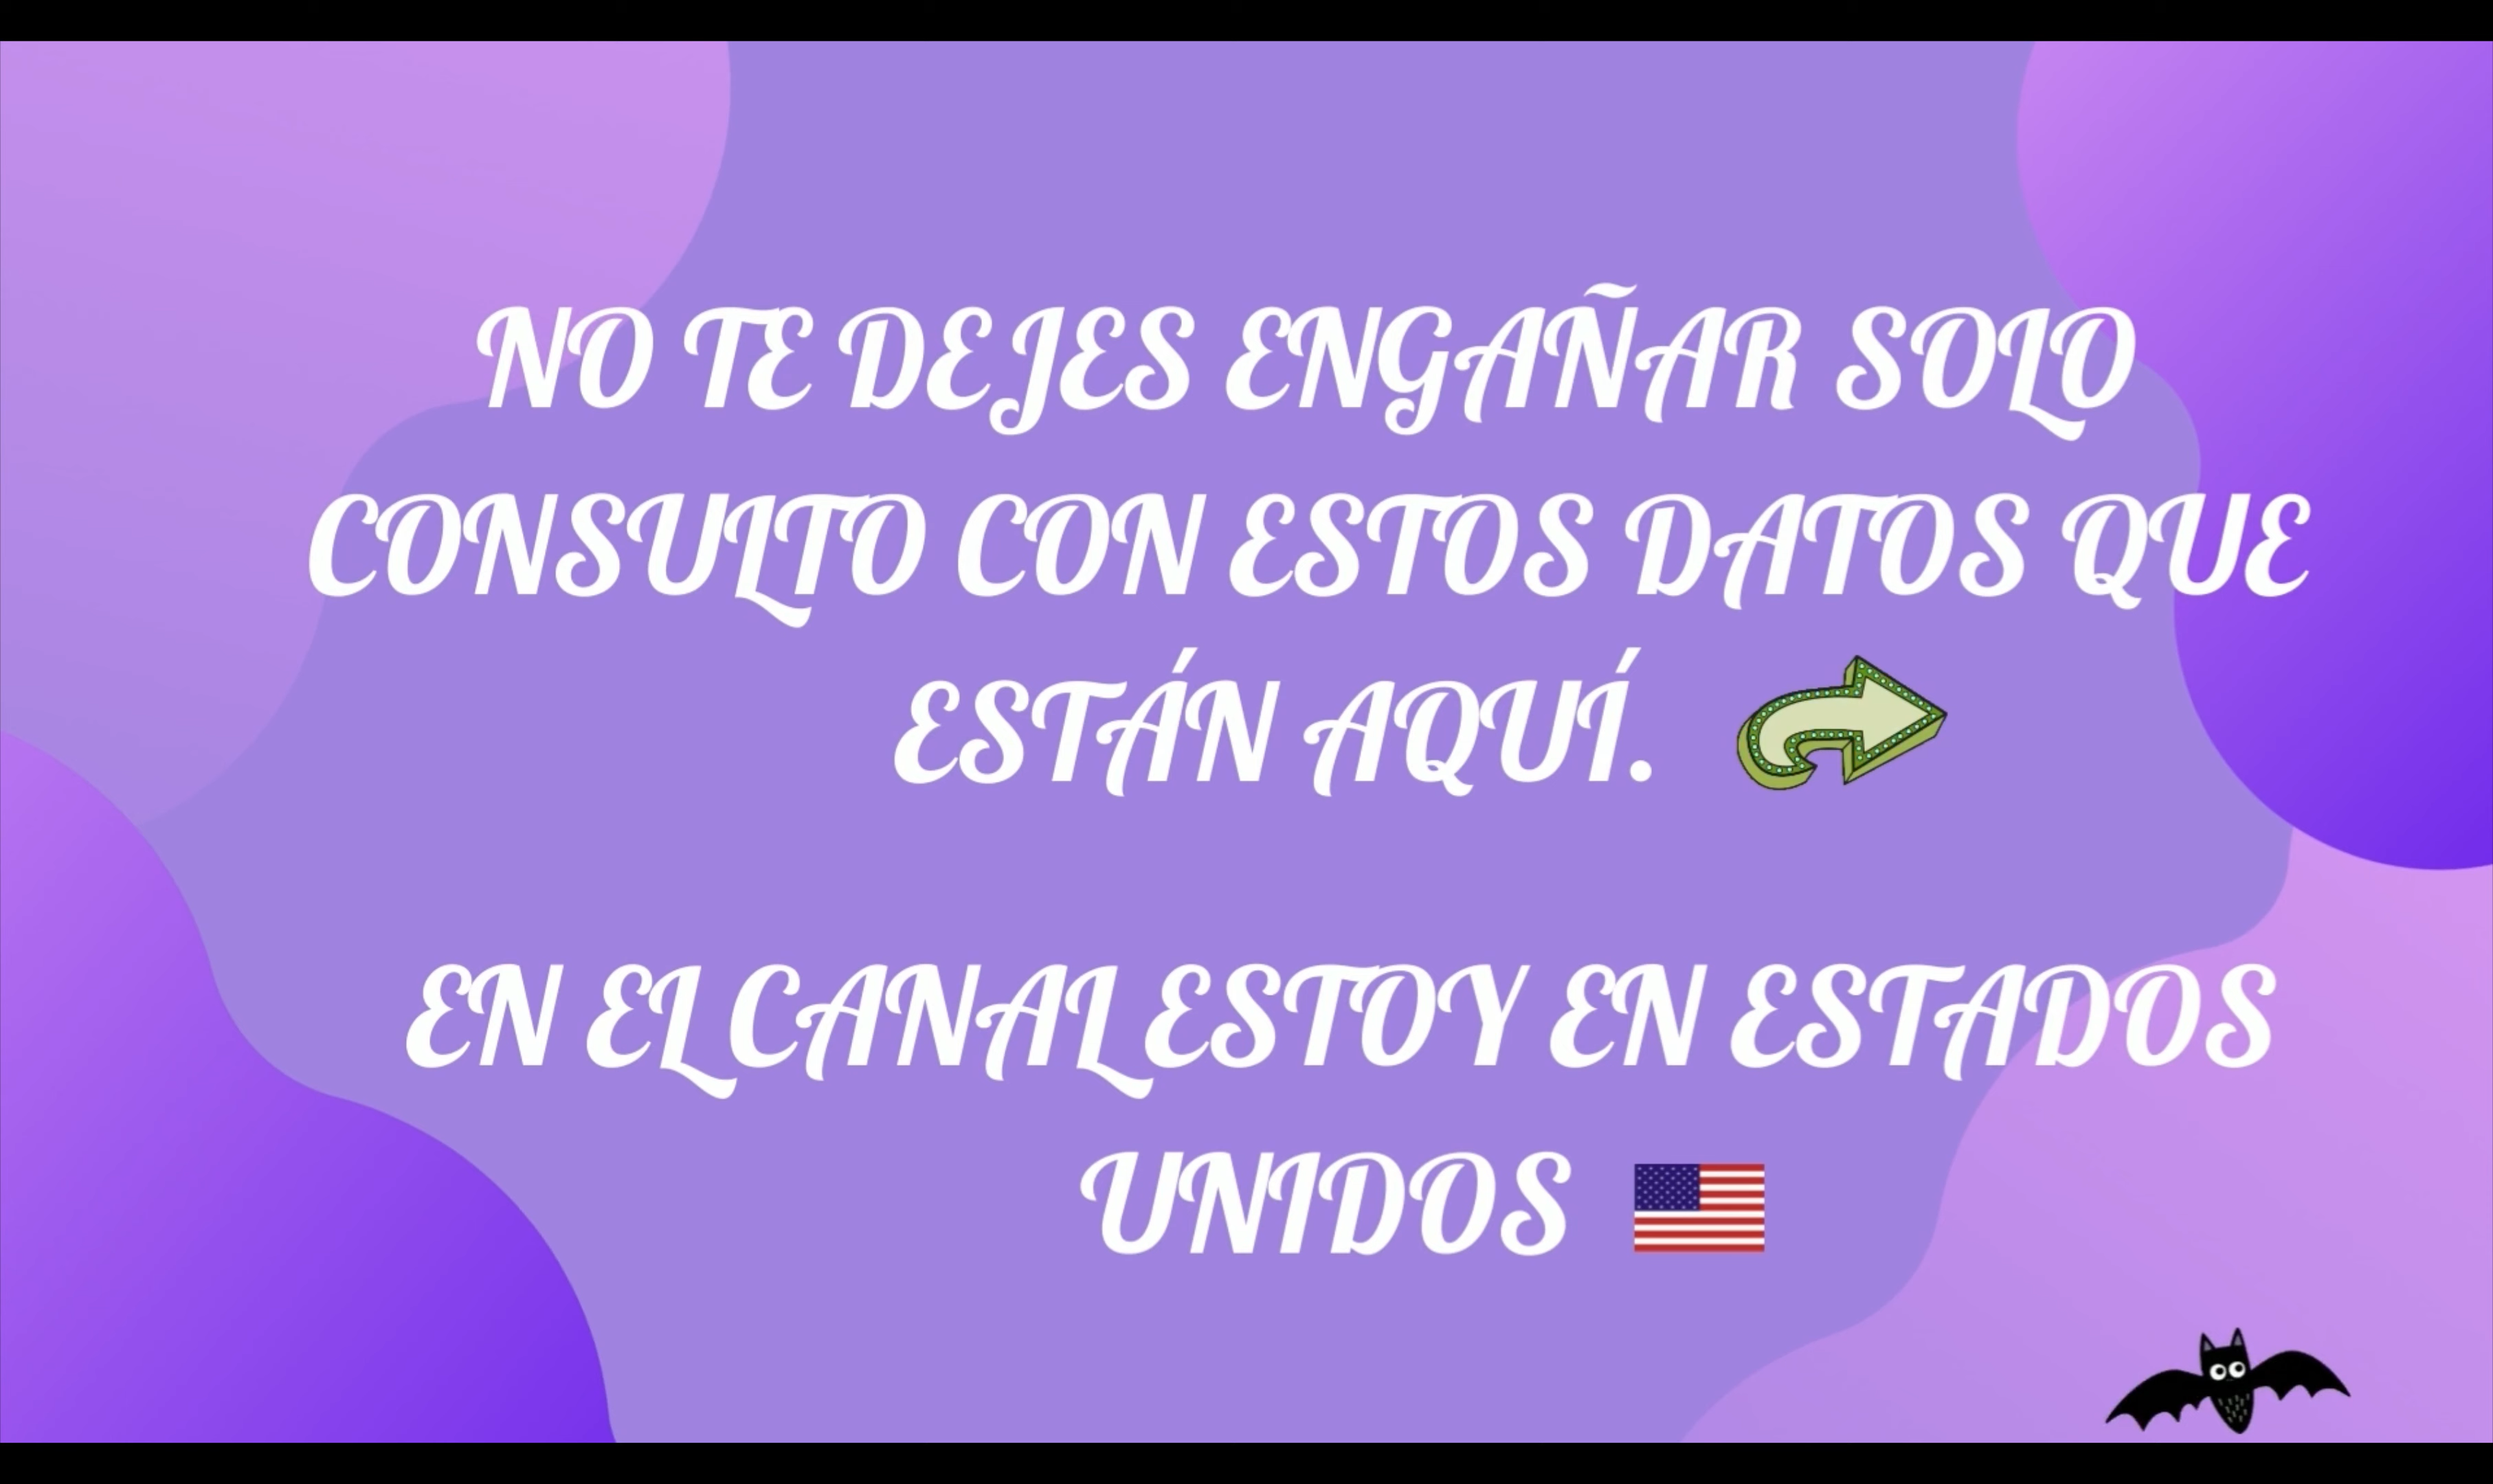 NO TE DEJES ENGAÑAR SOLO
CONSULTO CON ESTOS DATOS QUE
ESTÁN AQUÍ.
EN EL CANAL ESTOY EN ESTADOS
UNIDOS